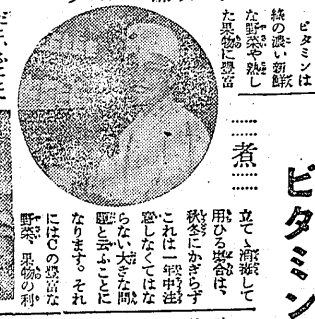 ビタミン
ビタミンは
緑の濃い新鮮
な野菜や熟し
た果物に豊富
煮
立てゝ消毒して
用ひる場合は、
秋冬にかぎらず
これは一年中注
意しなくてはな
らない大きな問
題と云ふことに
なります。それ
にはCの豊富な
野菜、果物の利